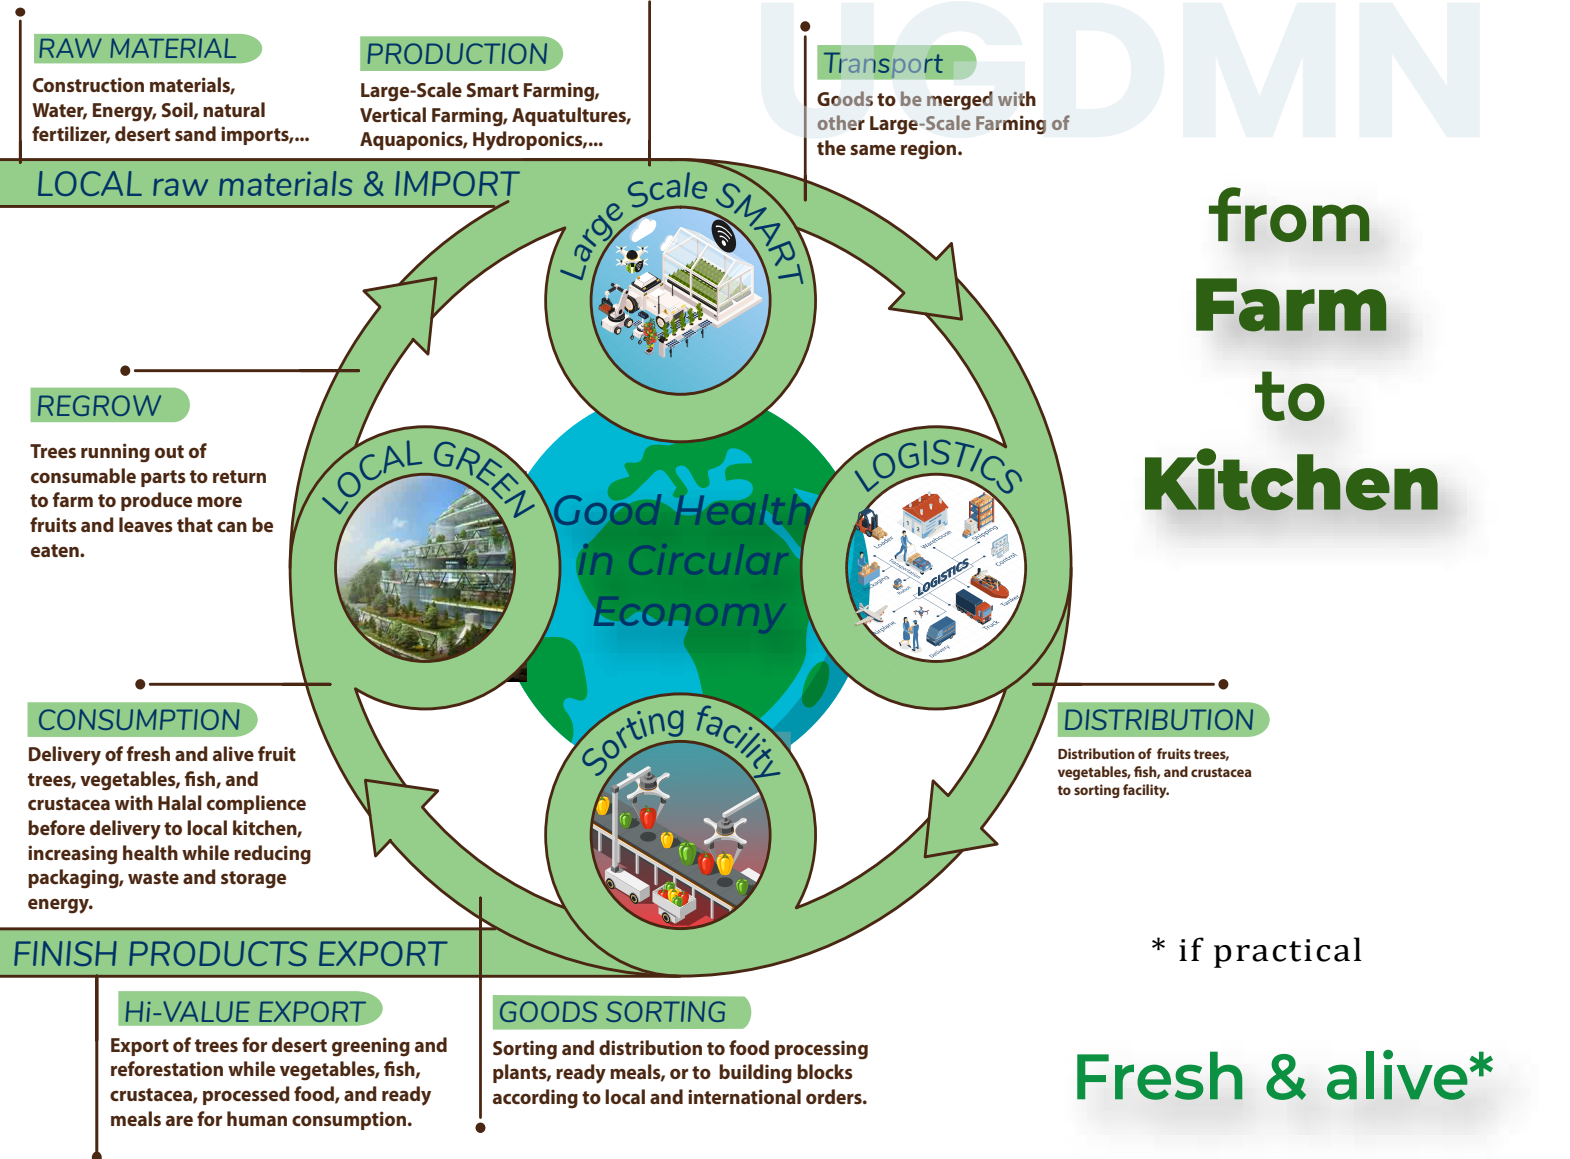 UGDMN
RAW MATERIAL
Construction materials,
Water, Energy, Soil, natural
fertilizer, desert sand imports,...
PRODUCTION
Large-Scale Smart Farming,
Vertical Farming, Aquatultures,
Aquaponics, Hydroponics,...
Transport
Goods to be merged with
other Large-Scale Farming of
the same region.
LOCAL raw materials & IMPORT
Large Scale SMART
from
Farm
to
Kitchen
REGROW
Trees running out of
consumable parts to return
to farm to produce more
fruits and leaves that can be
eaten.
LOCAL GREEN
Good Health
in Circular
Economy
LOGISTICS
Loader
Warehouse
Shipping
Control
Robot
LOGISTICS
Tanker
Truck
Airplane
Delivery
CONSUMPTION
Delivery of fresh and alive fruit
trees, vegetables, fish, and
crustacea with Halal complience
before delivery to local kitchen,
increasing health while reducing
packaging, waste and storage
energy.
Sorting facility
DISTRIBUTION
Distribution of fruits trees,
vegetables, fish, and crustacea
to sorting facility.
FINISH PRODUCTS EXPORT
Hi-VALUE EXPORT
Export of trees for desert greening and
reforestation while vegetables, fish,
crustacea, processed food, and ready
meals are for human consumption.
GOODS SORTING
Sorting and distribution to food processing
plants, ready meals, or to building blocks
according to local and international orders.
* if practical
Fresh & alive*